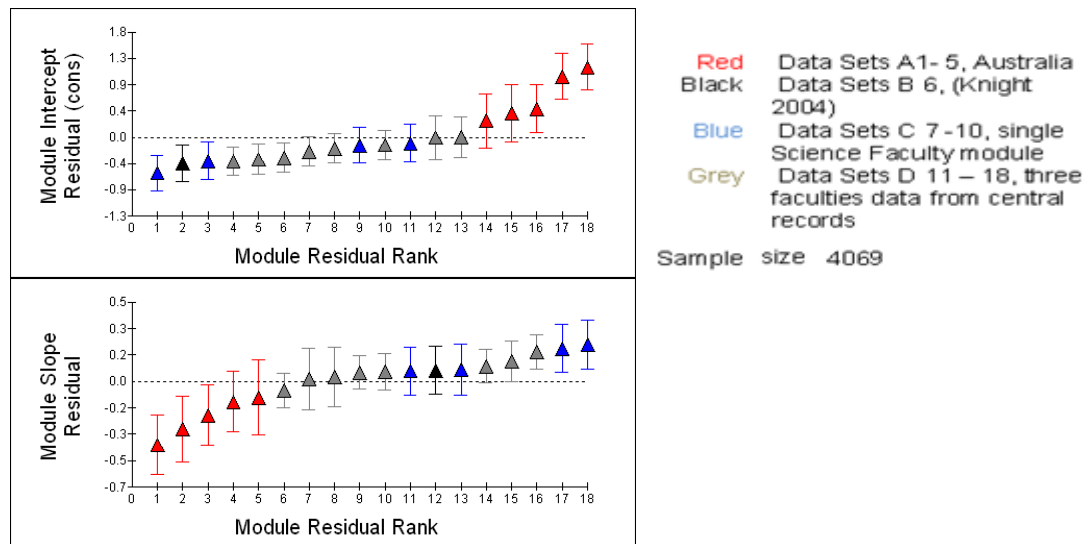 Module Intercept
Residual (cons)
1.8
1.3
0.9
0.4
0.0
-0.4
-0.9
-1.3
0 1 2 3 4 5 6 7 8 9 10 11 12 13 14 15 16 17 18
Module Residual Rank
Module Slope
Residual
0.5
0.3
0.2
0.0
-0.2
-0.3
-0.5
-0.7
0 1 2 3 4 5 6 7 8 9 10 11 12 13 14 15 16 17 18
Module Residual Rank
Red Data Sets A1- 5, Australia
Black Data Sets B 6, (Knight
2004)
Blue Data Sets C 7 -10, single
Science Faculty module
Grey Data Sets D 11 – 18, three
faculties data from central
records
Sample size 4069